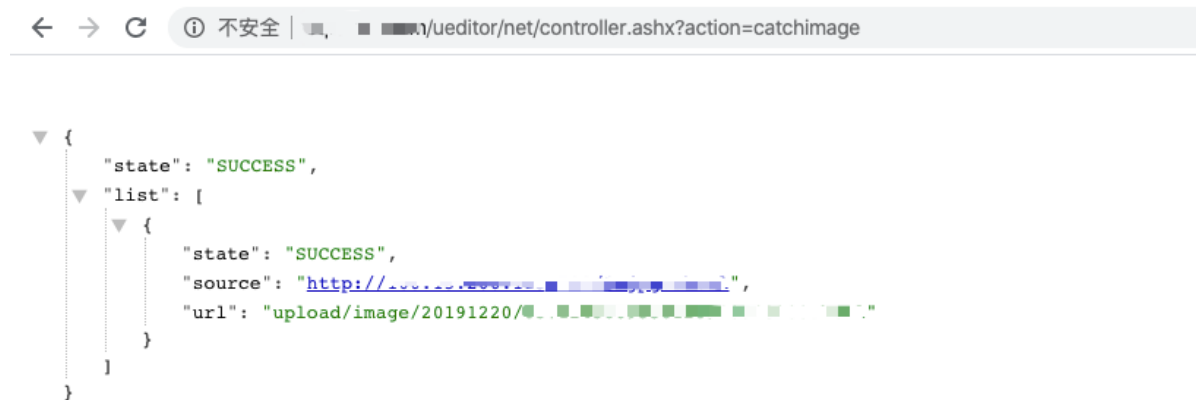 不安全 /ueditor/net/controller.ashx?action=catchimage
{
"state": "SUCCESS",
"list": [
{
"state": "SUCCESS",
"source": "http://
"url": "upload/image/20191220/
}
]
}